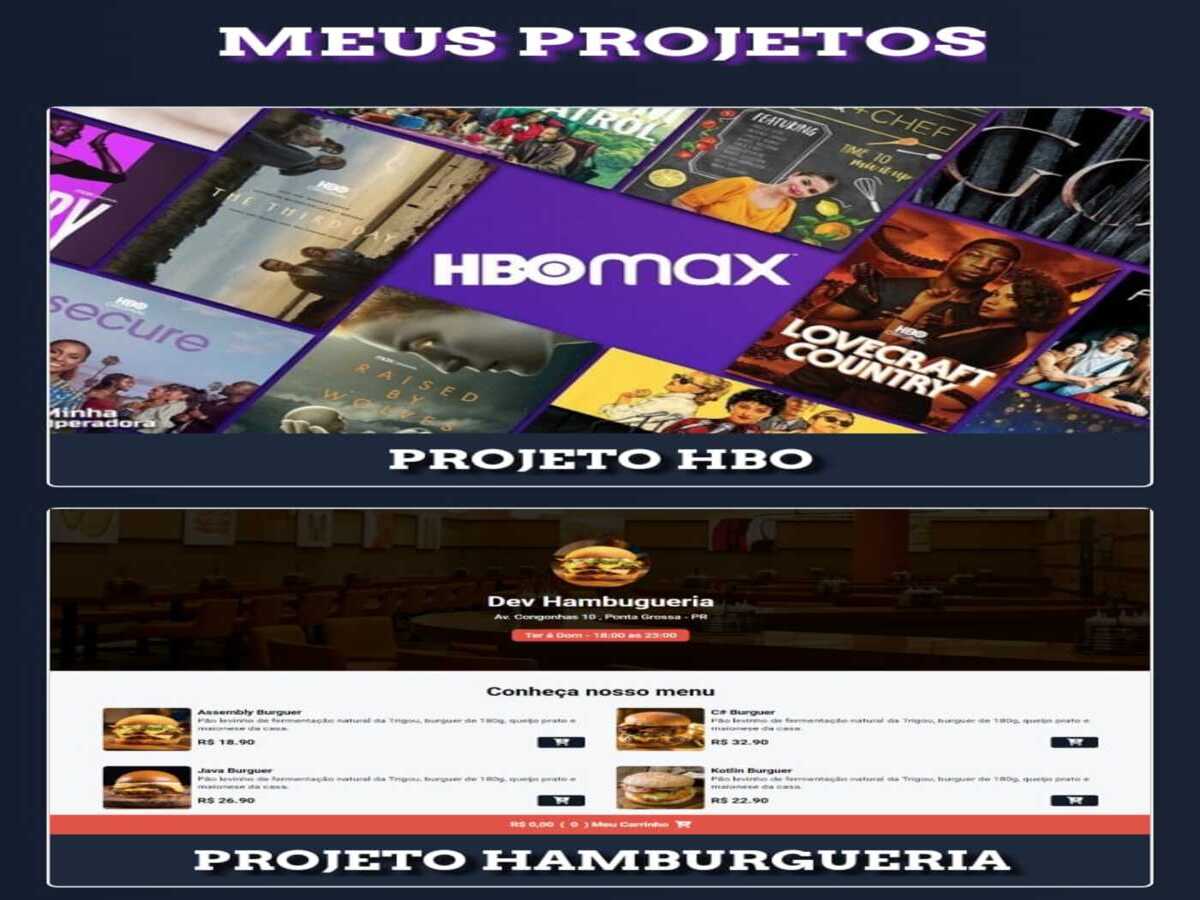 MEUS PROJETOS
ATROL
+CHEF
FEATURING
TIME TO
mix it up
HBO
THE THIRD DAY
HBOmax
GO
RY
HBO
secure
Minha
peradora
RAISED
BY
WOLVES
HBO
LOVECRAFT
COUNTRY
PROJETO HBO
Dev Hambugueria
Av. Congonhas 10 , Ponta Grossa - PR
Ter á Dom - 18:00 as 23:00
Conheça nosso menu
Assembly Burguer
Pão levinho de fermentação natural da Trigou, burguer de 180g, queijo prato e
maionese da casa.
R$ 18.90
C# Burguer
Pão levinho de fermentação natural da Trigou, burguer de 180g, queijo prato e
maionese da casa.
R$ 32.90
Java Burguer
Pão levinho de fermentação natural da Trigou, burguer de 180g, queijo prato e
maionese da casa.
R$ 26.90
Kotlin Burguer
Pão levinho de fermentação natural da Trigou, burguer de 180g, queijo prato e
maionese da casa.
R$ 22.90
R$ 0,00 ( 0 ) Meu Carrinho
PROJETO HAMBURGUERIA